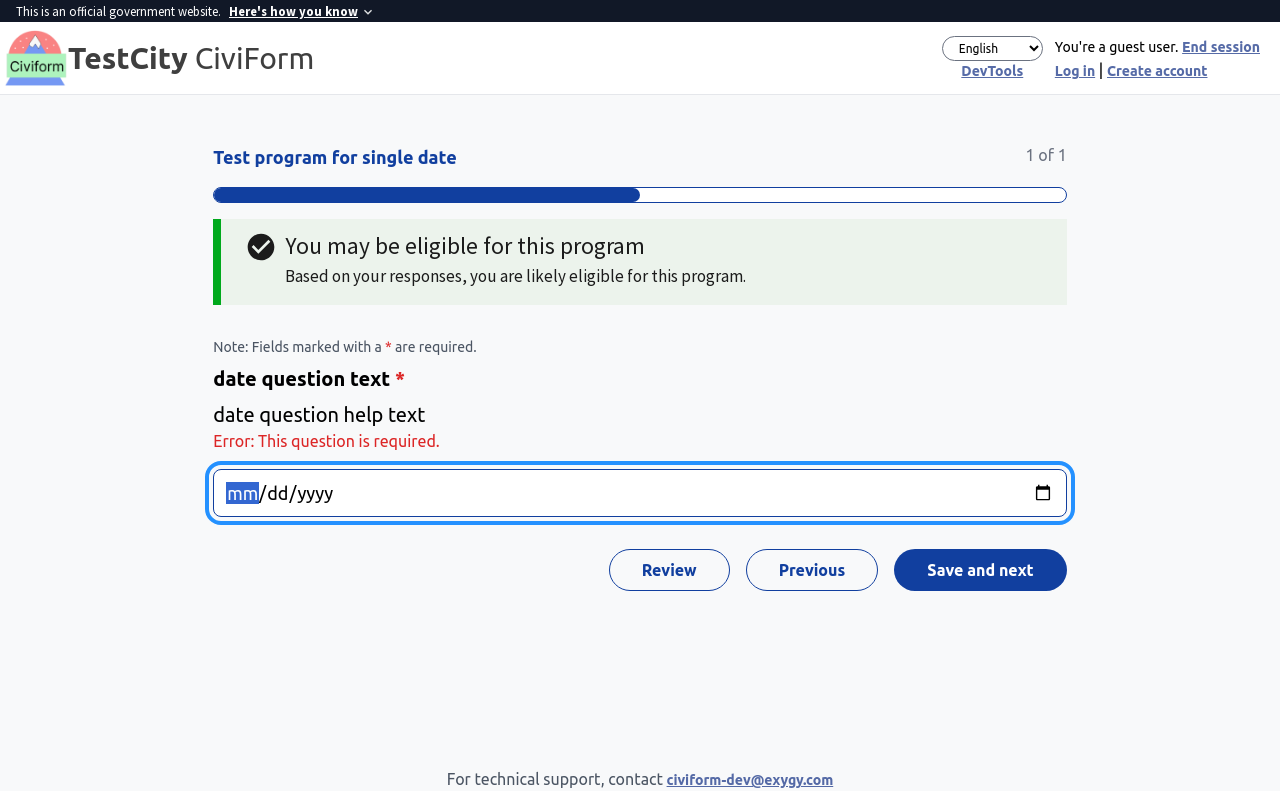 This is an official government website. Here's how you know
Civiform
TestCity CiviForm
English
You're a guest user. End session
DevTools
Log in | Create account
Test program for single date
1 of 1
You may be eligible for this program
Based on your responses, you are likely eligible for this program.
Note: Fields marked with a * are required.
date question text *
date question help text
Error: This question is required.
mm/dd/yyyy
Review
Previous
Save and next
For technical support, contact civiform-dev@exygy.com